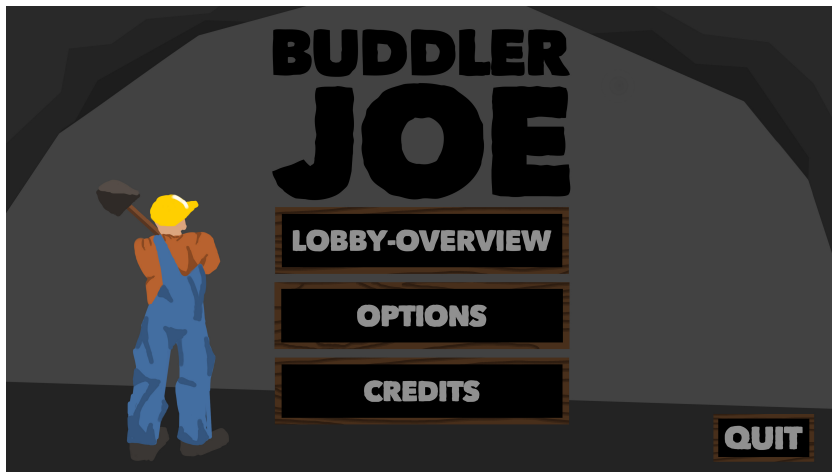 BUDDLER
JOE
LOBBY-OVERVIEW
OPTIONS
CREDITS
QUIT